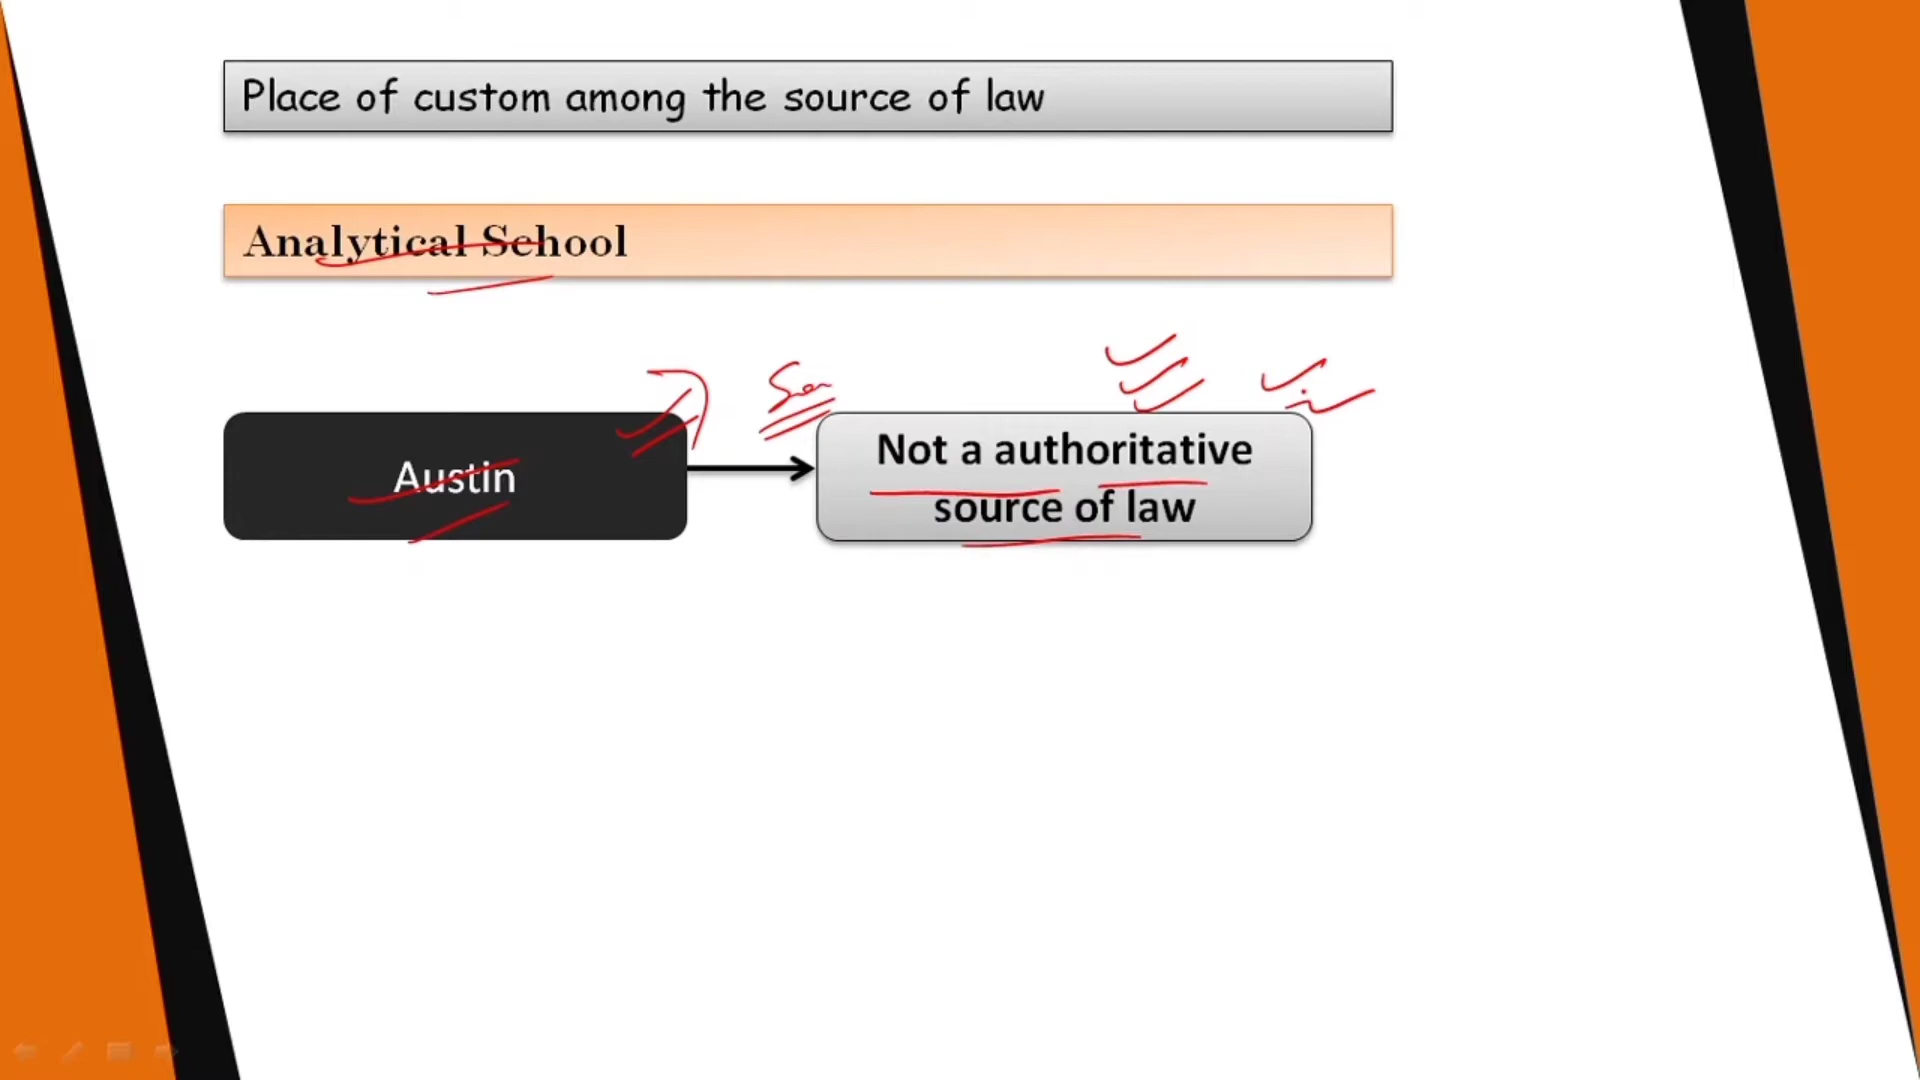 Place of custom among the source of law
Analytical School
Austin
Not a authoritative
source of law